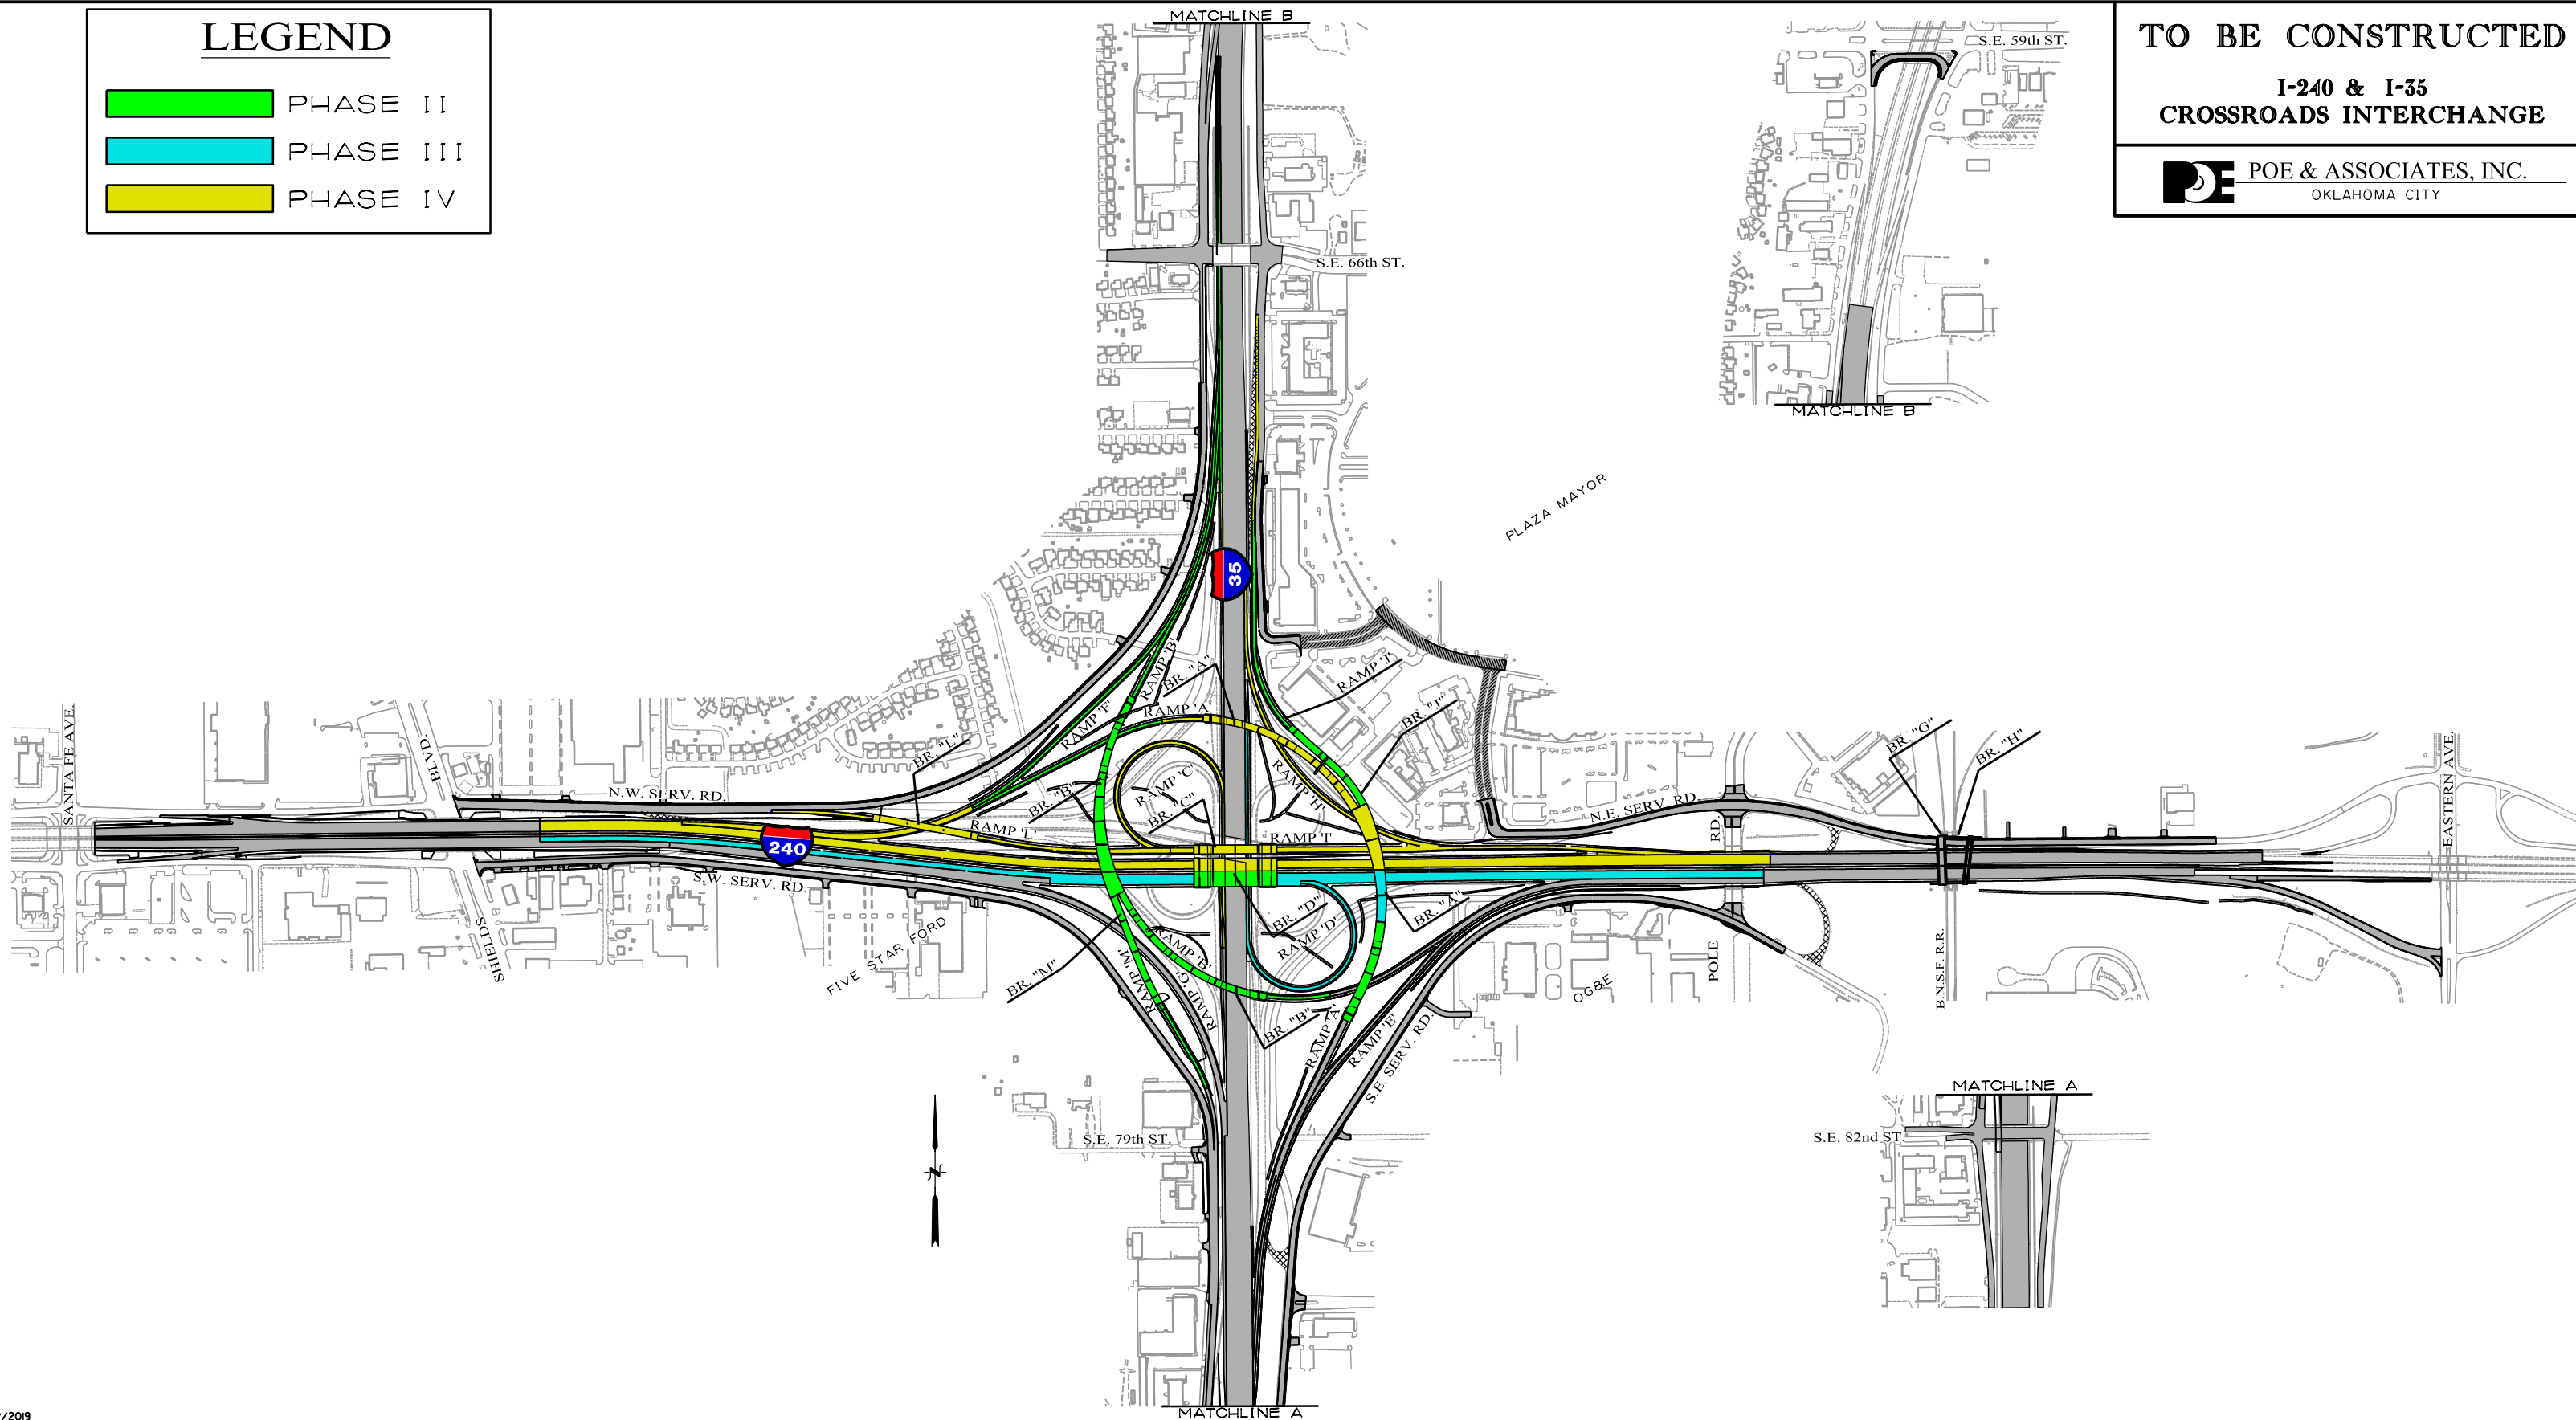 LEGEND
PHASE II
PHASE III
PHASE IV
MATCHLINE B
S.E. 59th ST.
TO BE CONSTRUCTED
I-240 & I-35
CROSSROADS INTERCHANGE
POE
POE & ASSOCIATES, INC.
OKLAHOMA CITY
S.E. 66th ST.
MATCHLINE B
PLAZA MAYOR
35
RAMP 'B'
BR. "A"
RAMP 'J'
RAMP 'F'
RAMP 'A'
BR. "J"
BR. "L"
SANTA FE AVE.
BLVD.
N.W. SERV. RD.
BR. "B"
RAMP 'C'
BR. "C"
RAMP 'H'
RAMP 'L'
RAMP 'I'
N.E. SERV. RD.
RD.
BR. "G"
BR. "H"
EASTERN AVE.
240
S.W. SERV. RD.
SHIELDS
FIVE STAR FORD
BR. "M"
RAMP 'M'
RAMP 'B'
RAMP 'G'
BR. "D"
RAMP 'D'
BR. "A"
BR. "B"
RAMP 'A'
RAMP 'E'
S.E. SERV. RD.
OG&E
POLE
B.N.S.F. R.R.
N
S.E. 79th ST.
MATCHLINE A
S.E. 82nd ST.
MATCHLINE A
/2019